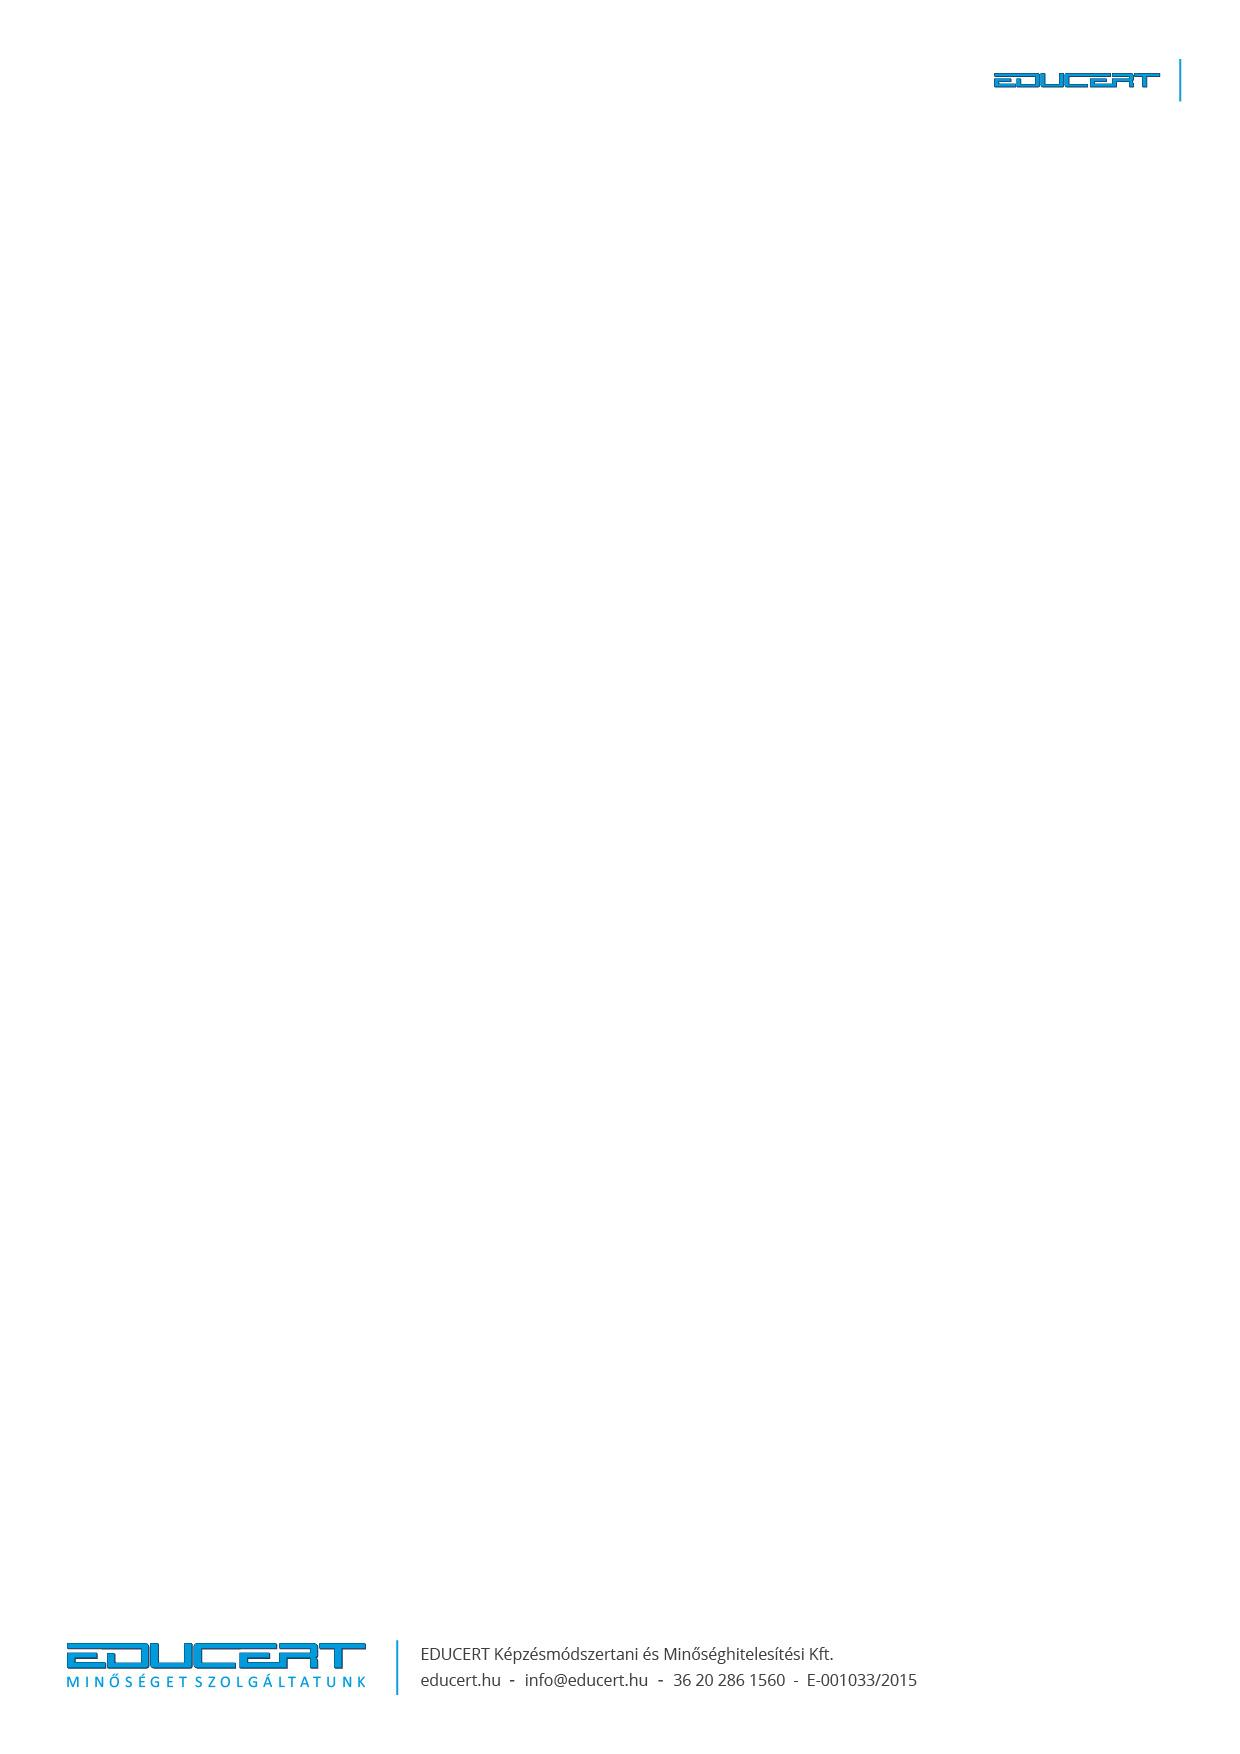 EDUCERT
EDUCERT
MINŐSÉGET SZOLGÁLTATUNK
EDUCERT Képzésmódszertani és Minőséghitelesítési Kft.
educert.hu - info@educert.hu - 36 20 286 1560 - E-001033/2015